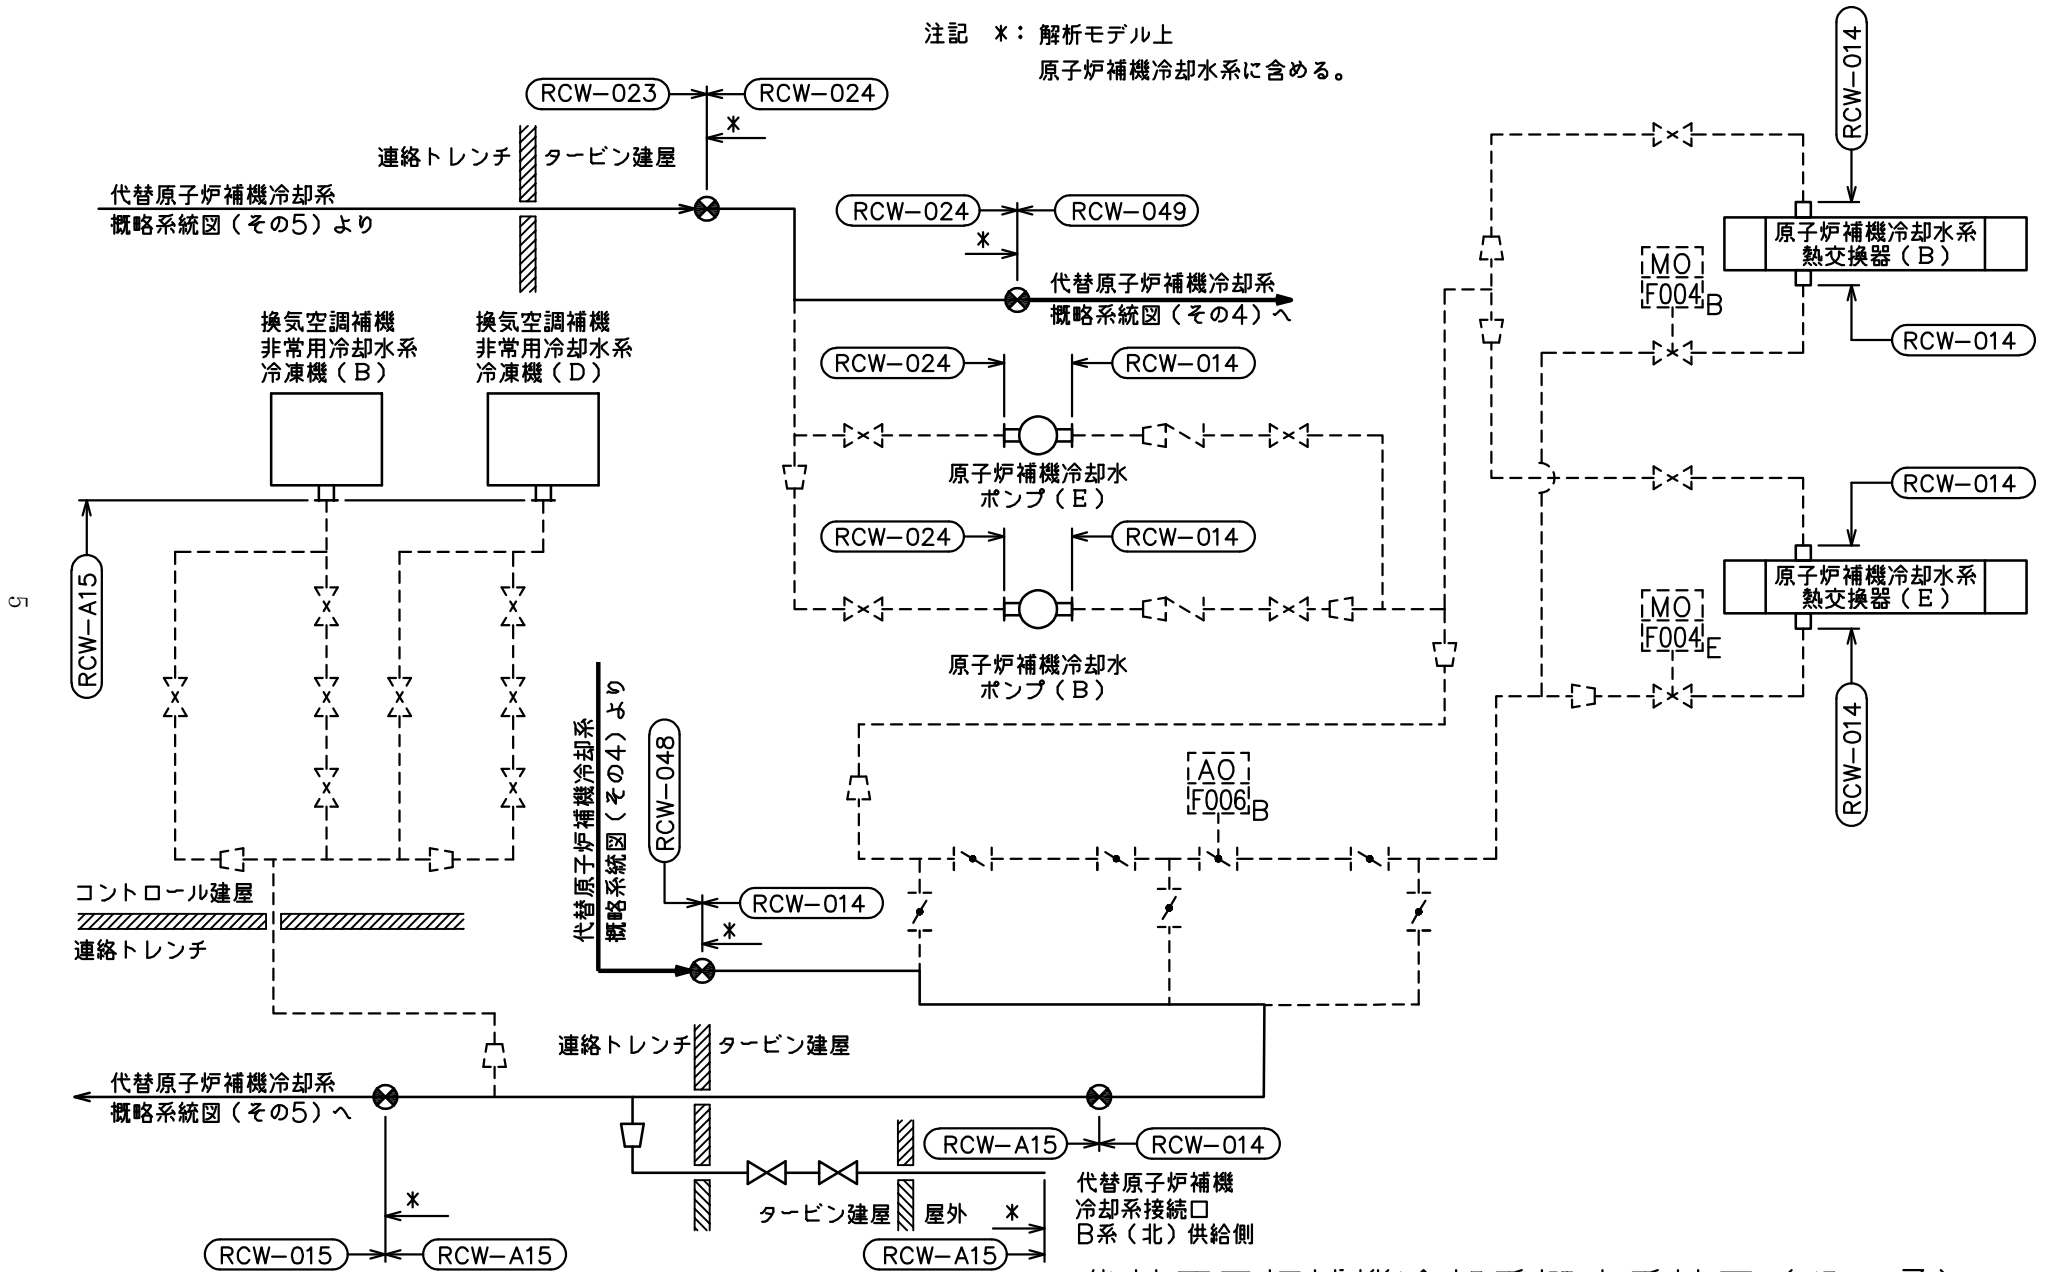 注記 *: 解析モデル上
原子炉補機冷却水系に含める。
RCW-014
RCW-023
RCW-024
*
連絡トレンチ
タービン建屋
代替原子炉補機冷却系
概略系統図(その5)より
RCW-024
RCW-049
*
代替原子炉補機冷却系
概略系統図(その4)へ
原子炉補機冷却水系
熱交換器(B)
MO
F004
B
RCW-014
換気空調補機
非常用冷却水系
冷凍機(B)
換気空調補機
非常用冷却水系
冷凍機(D)
RCW-024
RCW-014
原子炉補機冷却水
ポンプ(E)
RCW-014
RCW-024
RCW-014
原子炉補機冷却水
ポンプ(B)
原子炉補機冷却水系
熱交換器(E)
MO
F004
E
RCW-014
RCW-A15
5
代替原子炉補機冷却系
概略系統図(その4)より
RCW-048
RCW-014
*
AO
F006
B
コントロール建屋
連絡トレンチ
連絡トレンチ
タービン建屋
代替原子炉補機冷却系
概略系統図(その5)へ
RCW-A15
RCW-014
代替原子炉補機
冷却系接続口
B系(北)供給側
タービン建屋
屋外
*
*
RCW-015
RCW-A15
RCW-A15